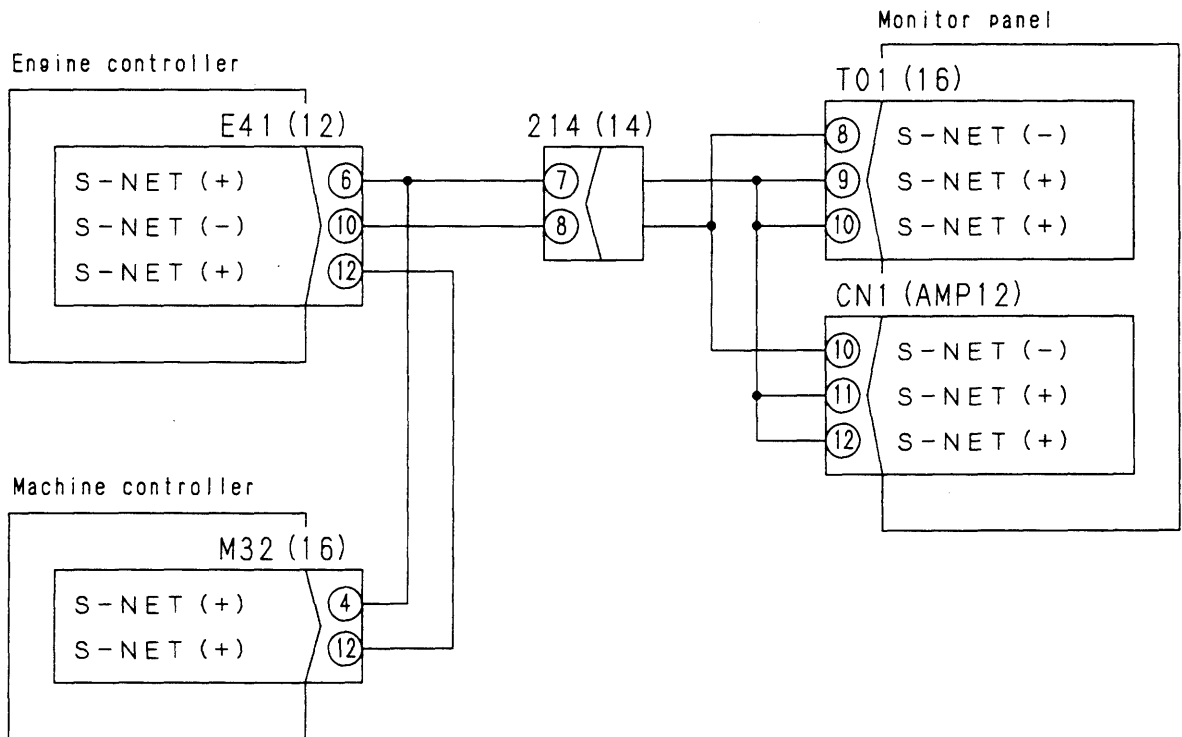 Monitor panel
Engine controller
T01 (16)
E41 (12)
214 (14)
8 S-NET (-)
S-NET (+) 6
7
9 S-NET (+)
S-NET (-) 10
8
10 S-NET (+)
S-NET (+) 12
CN1 (AMP12)
10 S-NET (-)
11 S-NET (+)
12 S-NET (+)
Machine controller
M32 (16)
S-NET (+) 4
S-NET (+) 12